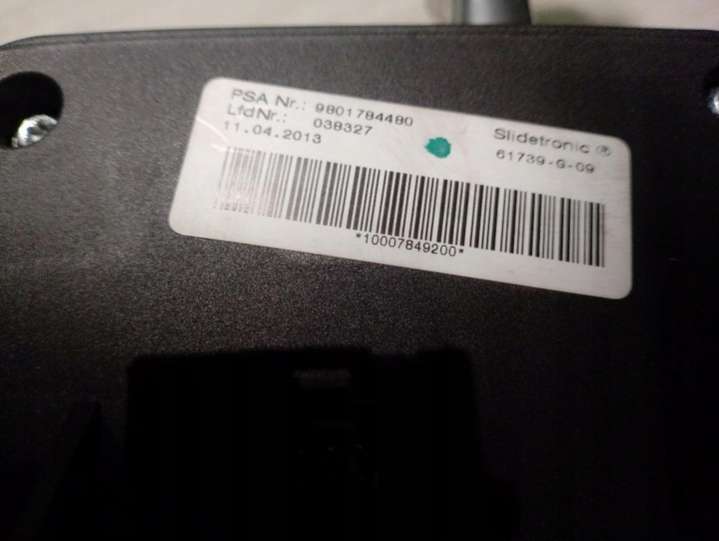 PSA Nr.: 9801784480
LfdNr.: 038327
11.04.2013
Slidetronic ®
61739-9-09
*10007849200*